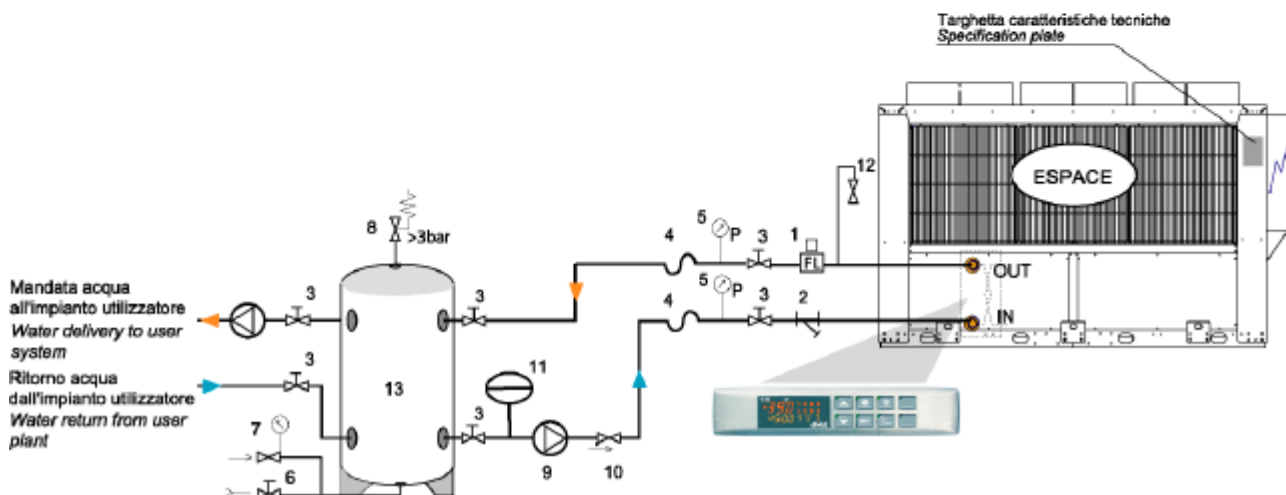 Targhetta caratteristiche tecniche
Specification plate
12
ESPACE
8
>3bar
5
P
3
1
4
FL
OUT
Mandata acqua
all'impianto utilizzatore
Water delivery to user
system
3
3
5
P
4
3
2
IN
Ritorno acqua
dall'impianto utilizzatore
Water return from user
plant
3
13
11
3
7
9
10
6